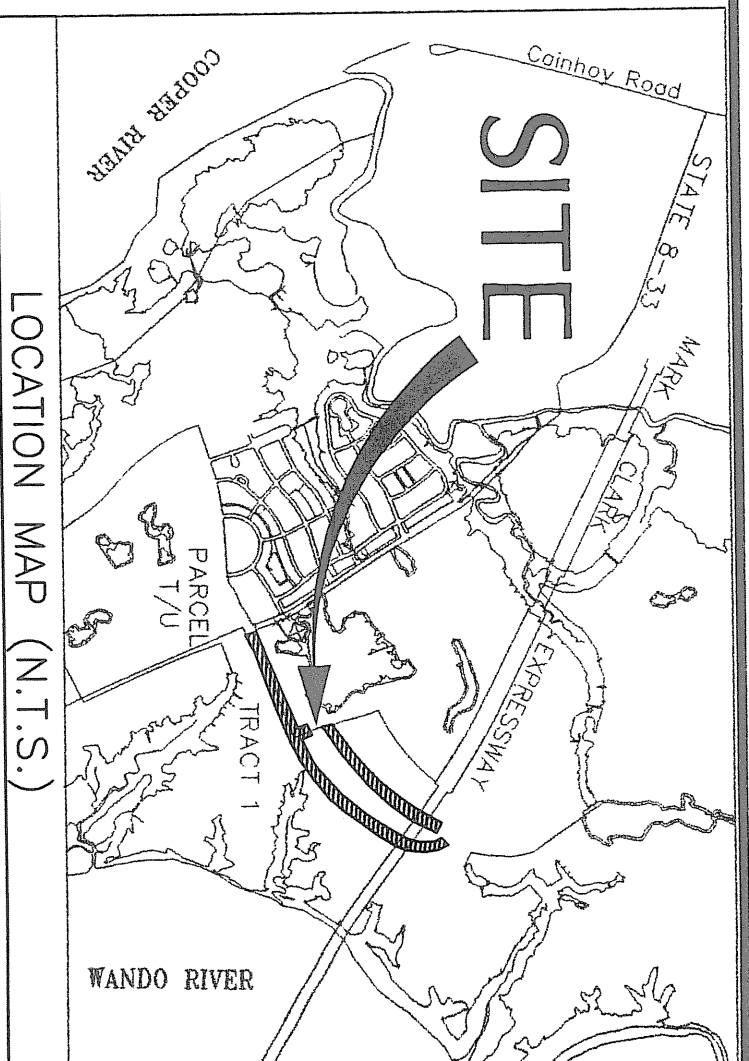 Cainhoy Road
STATE 8-33
MARK
CLARK
EXPRESSWAY
COOPER RIVER
SITE
PARCEL
T/U
TRACT 1
WANDO RIVER
LOCATION MAP (N.T.S.)